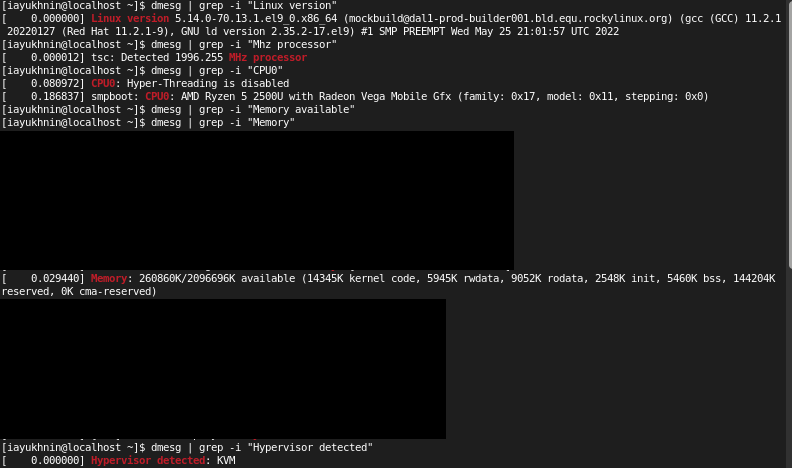 [iayukhnin@localhost ~]$ dmesg | grep -i "Linux version"
[    0.000000] Linux version 5.14.0-70.13.1.el9_0.x86_64 (mockbuild@dal1-prod-builder001.bld.equ.rockylinux.org) (gcc (GCC) 11.2.1
 20220127 (Red Hat 11.2.1-9), GNU ld version 2.35.2-17.el9) #1 SMP PREEMPT Wed May 25 21:01:57 UTC 2022
[iayukhnin@localhost ~]$ dmesg | grep -i "Mhz processor"
[    0.000012] tsc: Detected 1996.255 MHz processor
[iayukhnin@localhost ~]$ dmesg | grep -i "CPU0"
[    0.080972] CPU0: Hyper-Threading is disabled
[    0.186837] smpboot: CPU0: AMD Ryzen 5 2500U with Radeon Vega Mobile Gfx (family: 0x17, model: 0x11, stepping: 0x0)
[iayukhnin@localhost ~]$ dmesg | grep -i "Memory available"
[iayukhnin@localhost ~]$ dmesg | grep -i "Memory"
[    0.029440] Memory: 260860K/2096696K available (14345K kernel code, 5945K rwdata, 9052K rodata, 2548K init, 5460K bss, 144204K
reserved, 0K cma-reserved)
[iayukhnin@localhost ~]$ dmesg | grep -i "Hypervisor detected"
[    0.000000] Hypervisor detected: KVM